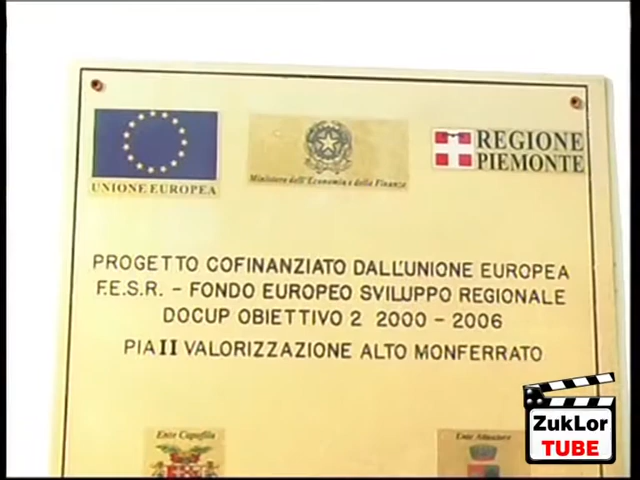 UNIONE EUROPEA
Ministero dell'Economia e delle Finanze
REGIONE
PIEMONTE
PROGETTO COFINANZIATO DALL'UNIONE EUROPEA
F.E.S.R. - FONDO EUROPEO SVILUPPO REGIONALE
DOCUP OBIETTIVO 2 2000 - 2006
PIA II VALORIZZAZIONE ALTO MONFERRATO
Ente Capofila
Ente Attuatore
ZukLor
TUBE